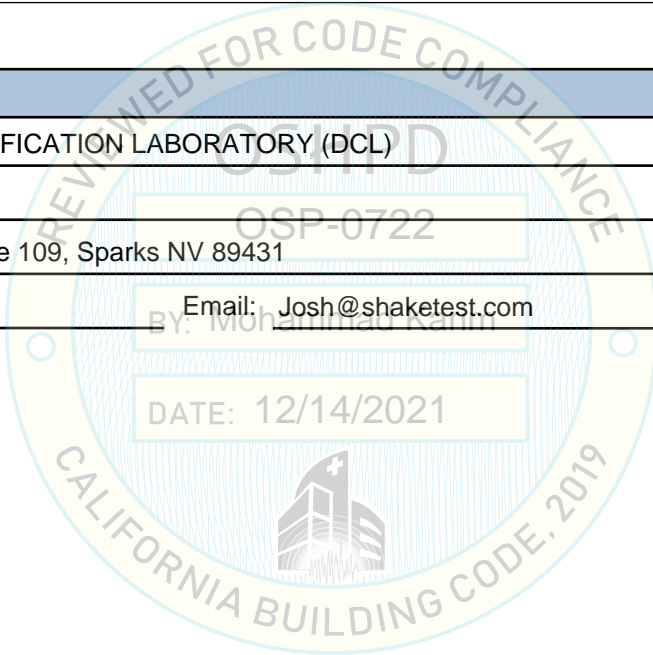 REVIEWED FOR CODE COMPLIANCE
OSHPD
FICATION LABORATORY (DCL)
OSP-0722
e 109, Sparks NV 89431
Email: Josh@shaketest.com
BY: Mohammad Karim
DATE: 12/14/2021
CALIFORNIA BUILDING CODE, 2019